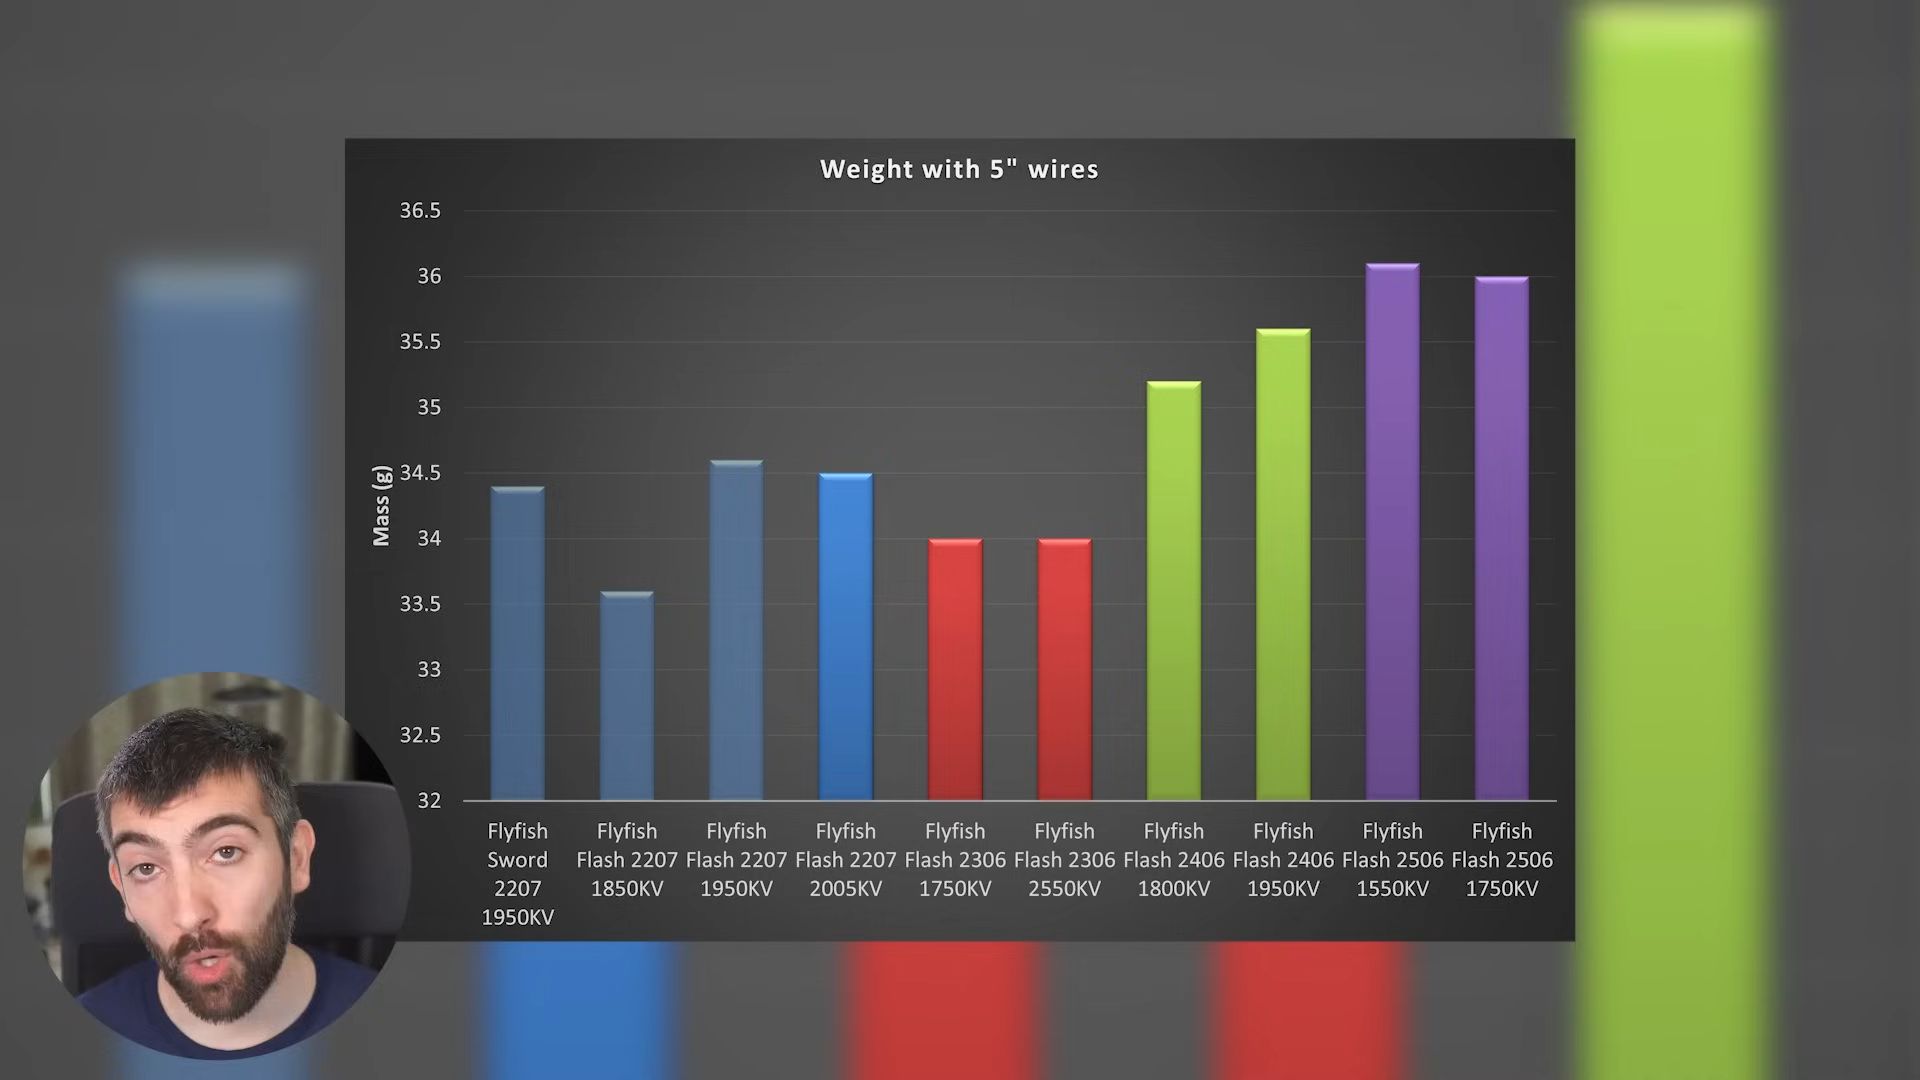 Weight with 5" wires
36.5
36
35.5
35
34.5
34
33.5
33
32.5
32
Mass (g)
Flyfish Sword 2207 1950KV
Flyfish Flash 2207 1850KV
Flyfish Flash 2207 1950KV
Flyfish Flash 2207 2005KV
Flyfish Flash 2306 1750KV
Flyfish Flash 2306 2550KV
Flyfish Flash 2406 1800KV
Flyfish Flash 2406 1950KV
Flyfish Flash 2506 1550KV
Flyfish Flash 2506 1750KV